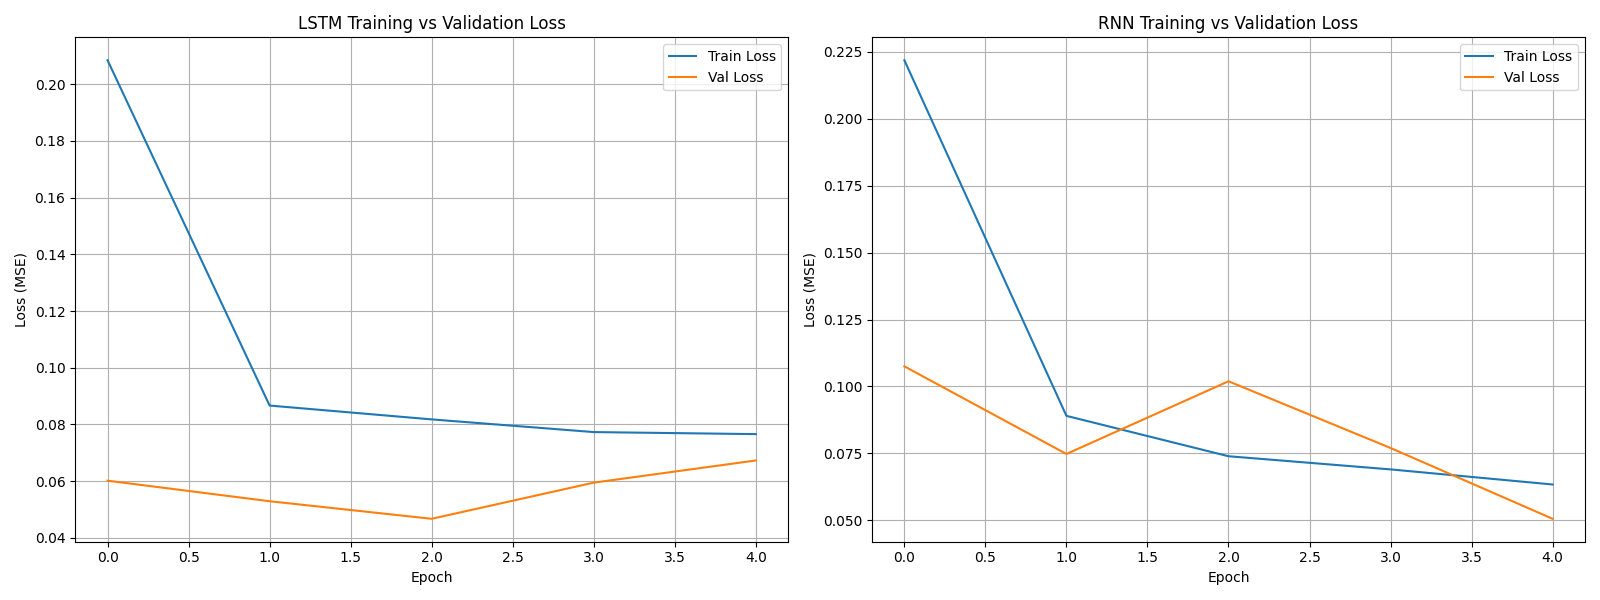 LSTM Training vs Validation Loss
Train Loss
Val Loss
0.20
0.18
0.16
0.14
0.12
0.10
0.08
0.06
0.04
Loss (MSE)
0.0 0.5 1.0 1.5 2.0 2.5 3.0 3.5 4.0
Epoch
RNN Training vs Validation Loss
Train Loss
Val Loss
0.225
0.200
0.175
0.150
0.125
0.100
0.075
0.050
Loss (MSE)
0.0 0.5 1.0 1.5 2.0 2.5 3.0 3.5 4.0
Epoch